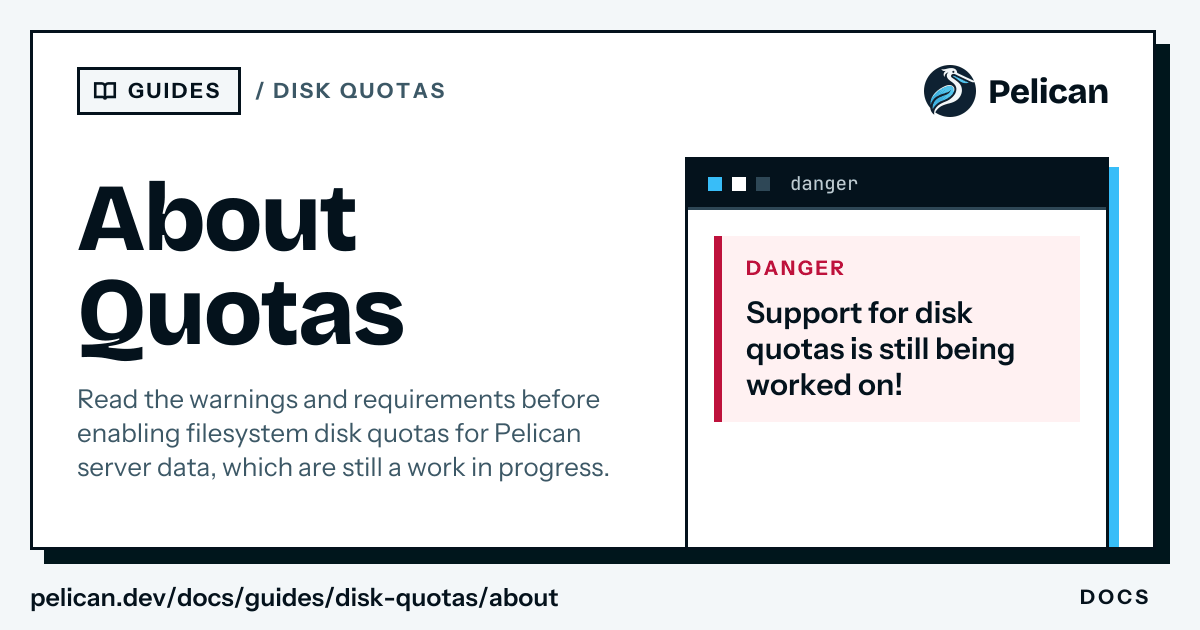 GUIDES / DISK QUOTAS
Pelican
About
Quotas
Read the warnings and requirements before
enabling filesystem disk quotas for Pelican
server data, which are still a work in progress.
danger
DANGER
Support for disk
quotas is still being
worked on!
pelican.dev/docs/guides/disk-quotas/about
DOCS